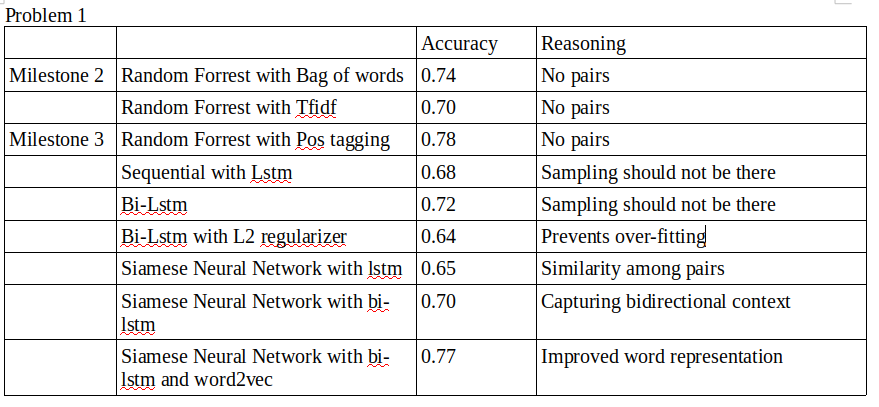 Problem 1
Accuracy Reasoning
Milestone 2 Random Forrest with Bag of words 0.74 No pairs
Random Forrest with Tfidf 0.70 No pairs
Milestone 3 Random Forrest with Pos tagging 0.78 No pairs
Sequential with Lstm 0.68 Sampling should not be there
Bi-Lstm 0.72 Sampling should not be there
Bi-Lstm with L2 regularizer 0.64 Prevents over-fitting
Siamese Neural Network with lstm 0.65 Similarity among pairs
Siamese Neural Network with bi- 0.70 Capturing bidirectional context
lstm
Siamese Neural Network with bi- 0.77 Improved word representation
lstm and word2vec